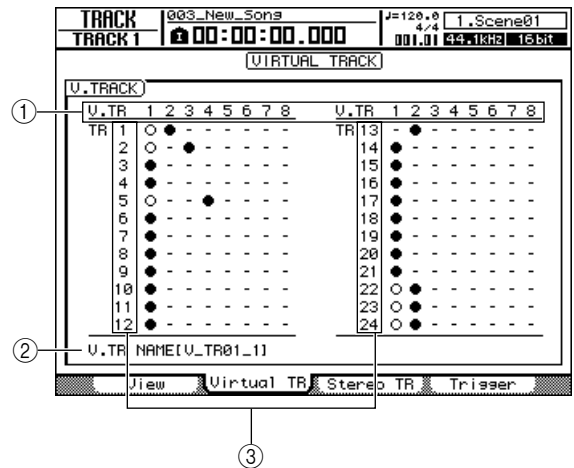 TRACK
TRACK 1
003_New_Song
00:00:00.000
♩=120.0
4/4
001.01
1.Scene01
44.1kHz 16bit
VIRTUAL TRACK
V.TRACK
① V.TR 1 2 3 4 5 6 7 8 V.TR 1 2 3 4 5 6 7 8
TR 1 ○ ● - - - - - - TR 13 - ● - - - - - -
2 ○ - ● - - - - - 14 ● - - - - - - -
3 ● - - - - - - - 15 ● - - - - - - -
4 ● - - - - - - - 16 ● - - - - - - -
5 ○ - - ● - - - - 17 ● - - - - - - -
6 ● - - - - - - - 18 ● - - - - - - -
7 ● - - - - - - - 19 ● - - - - - - -
8 ● - - - - - - - 20 ● - - - - - - -
9 ● - - - - - - - 21 ● - - - - - - -
10 ● - - - - - - - 22 ○ ● - - - - - -
11 ● - - - - - - - 23 ○ ● - - - - - -
12 ● - - - - - - - 24 ○ ● - - - - - -
② V.TR NAME[V_TR01_1]
View Virtual TR Stereo TR Trigger
③